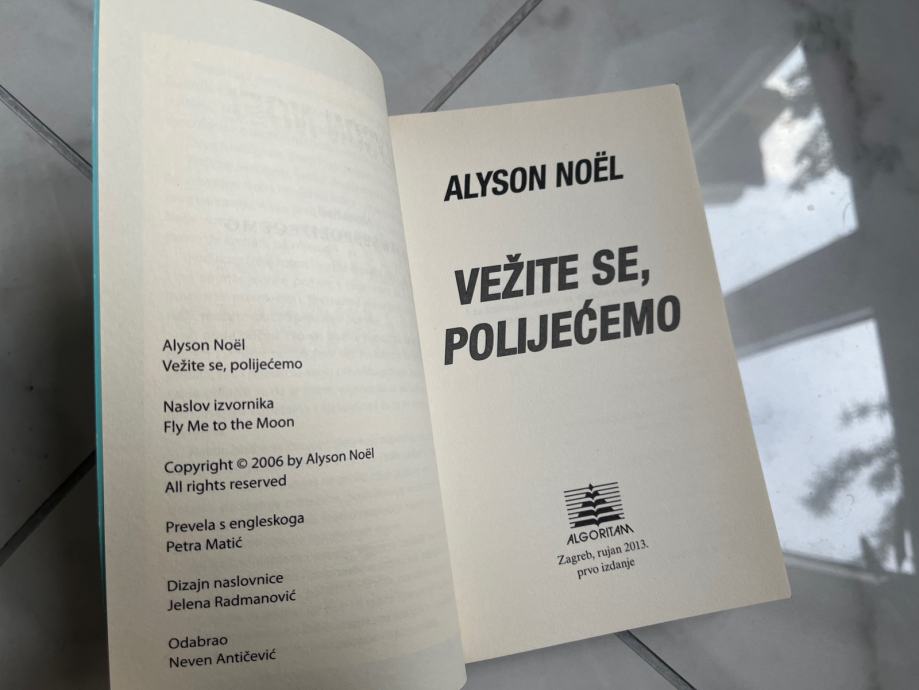 Alyson Noël
Vežite se, polijećemo
Naslov izvornika
Fly Me to the Moon
Copyright © 2006 by Alyson Noël
All rights reserved
Prevela s engleskoga
Petra Matić
Dizajn naslovnice
Jelena Radmanović
Odabrao
Neven Antičević
ALYSON NOËL
VEŽITE SE,
POLIJEĆEMO
ALGORITAM
Zagreb, rujan 2013.
prvo izdanje